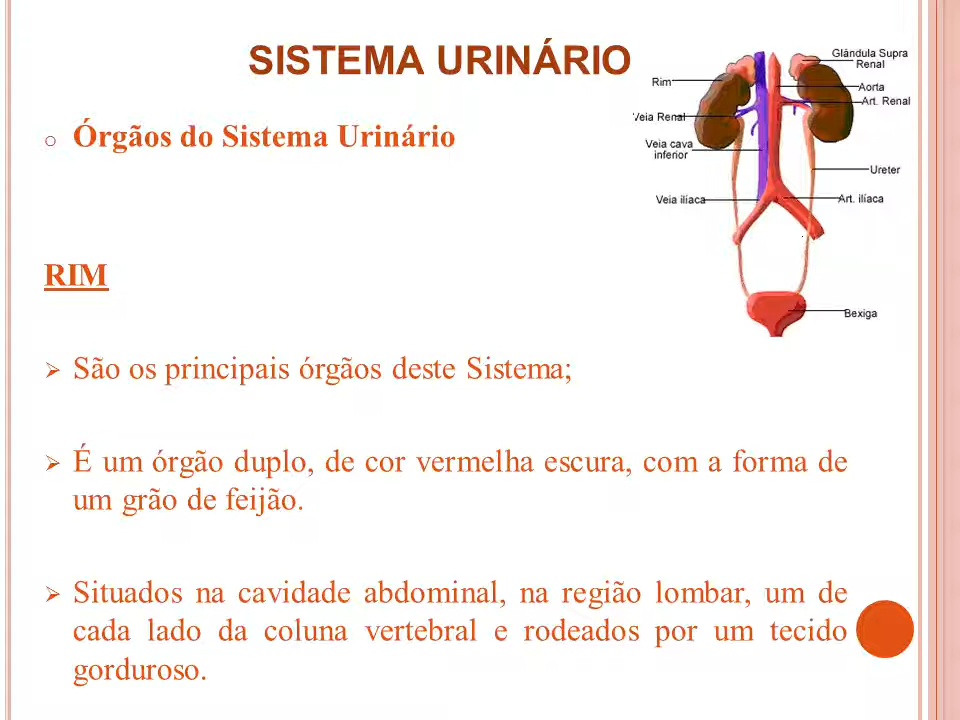 SISTEMA URINÁRIO
Órgãos do Sistema Urinário
Glândula Supra
Renal
Rim
Aorta
Art. Renal
Veia Renal
Veia cava
inferior
Ureter
Veia ilíaca
Art. ilíaca
Bexiga
RIM
São os principais órgãos deste Sistema;
É um órgão duplo, de cor vermelha escura, com a forma de
um grão de feijão.
Situados na cavidade abdominal, na região lombar, um de
cada lado da coluna vertebral e rodeados por um tecido
gorduroso.